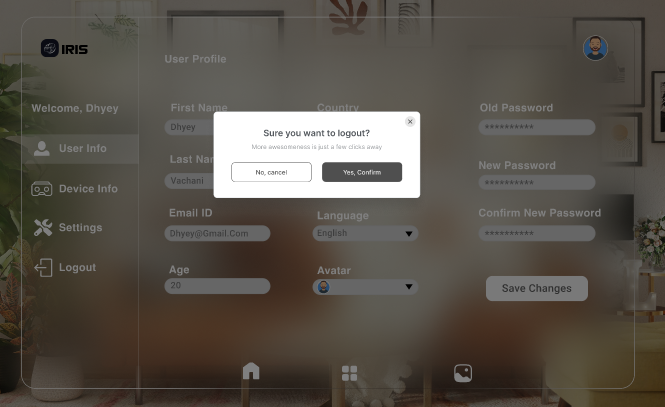 IRIS
User Profile
Welcome, Dhyey
First Name
Country
Old Password
Dhyey
**********
Sure you want to logout?
More awesomeness is just a few clicks away
No, cancel
Yes, Confirm
User Info
Last Nam
New Password
Vachani
**********
Device Info
Email ID
Language
Confirm New Password
Dhyey@Gmail.Com
English
**********
Settings
Logout
Age
Avatar
20
Save Changes